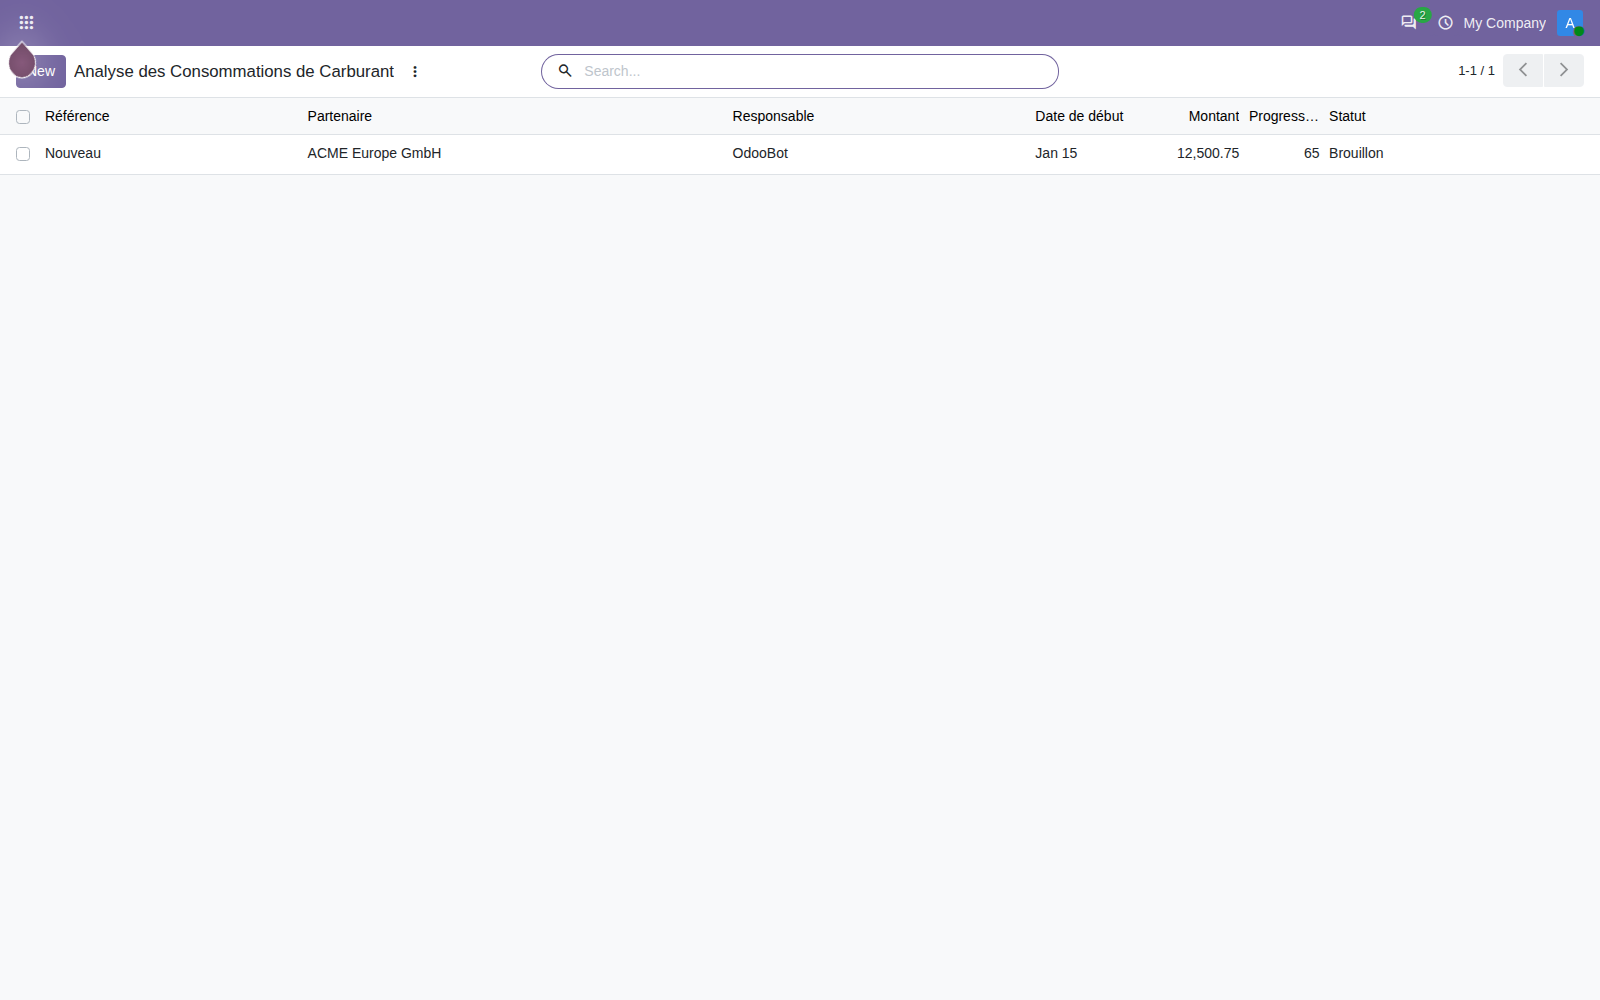 2
My Company
A
New
Analyse des Consommations de Carburant
Search...
1-1 / 1
Référence Partenaire Responsable Date de début Montant Progress... Statut
Nouveau ACME Europe GmbH OdooBot Jan 15 12,500.75 65 Brouillon